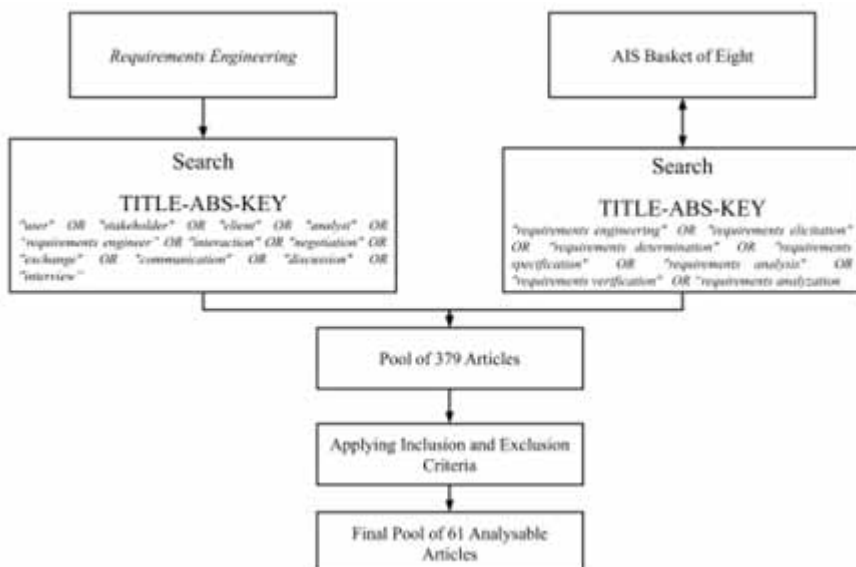 Requirements Engineering
AIS Basket of Eight
Search
TITLE-ABS-KEY
"user" OR "stakeholder" OR "client" OR "analyst" OR
"requirements engineer" OR "interaction" OR "negotiation" OR
"exchange" OR "communication" OR "discussion" OR
"interview"
Search
TITLE-ABS-KEY
"requirements engineering" OR "requirements elicitation"
OR "requirements determination" OR "requirements
specification" OR "requirements analysis" OR
"requirements verification" OR "requirements analyzation
Pool of 379 Articles
Applying Inclusion and Exclusion
Criteria
Final Pool of 61 Analysable
Articles